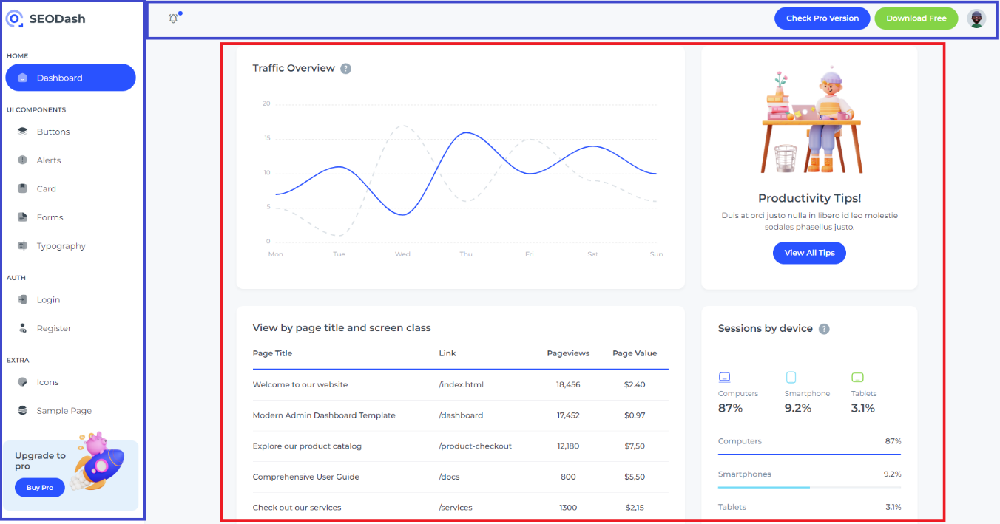 SEODash
HOME
Dashboard
UI COMPONENTS
Buttons
Alerts
Card
Forms
Typography
AUTH
Login
Register
EXTRA
Icons
Sample Page
Upgrade to
pro
Buy Pro
Check Pro Version
Download Free
Traffic Overview ?
20
15
10
5
0
Mon Tue Wed Thu Fri Sat Sun
Productivity Tips!
Duis at orci justo nulla in libero id leo molestie
sodales phasellus justo.
View All Tips
View by page title and screen class
Page Title Link Pageviews Page Value
Welcome to our website /index.html 18,456 $2.40
Modern Admin Dashboard Template /dashboard 17,452 $0.97
Explore our product catalog /product-checkout 12,180 $7,50
Comprehensive User Guide /docs 800 $5,50
Check out our services /services 1300 $2,15
Sessions by device ?
Computers Smartphone Tablets
87% 9.2% 3.1%
Computers 87%
Smartphones 9.2%
Tablets 3.1%